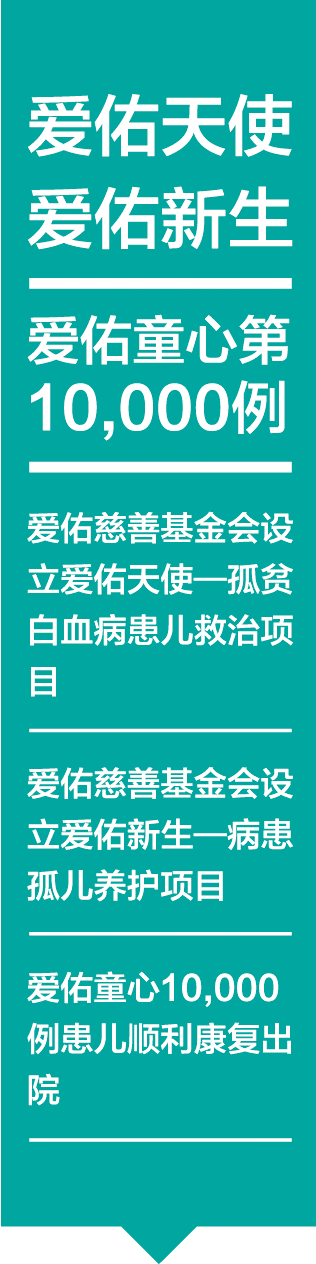 爱佑天使
爱佑新生
爱佑童心第
10,000例
爱佑慈善基金会设
立爱佑天使—孤贫
白血病患儿救治项
目
爱佑慈善基金会设
立爱佑新生—病患
孤儿养护项目
爱佑童心10,000
例患儿顺利康复出
院